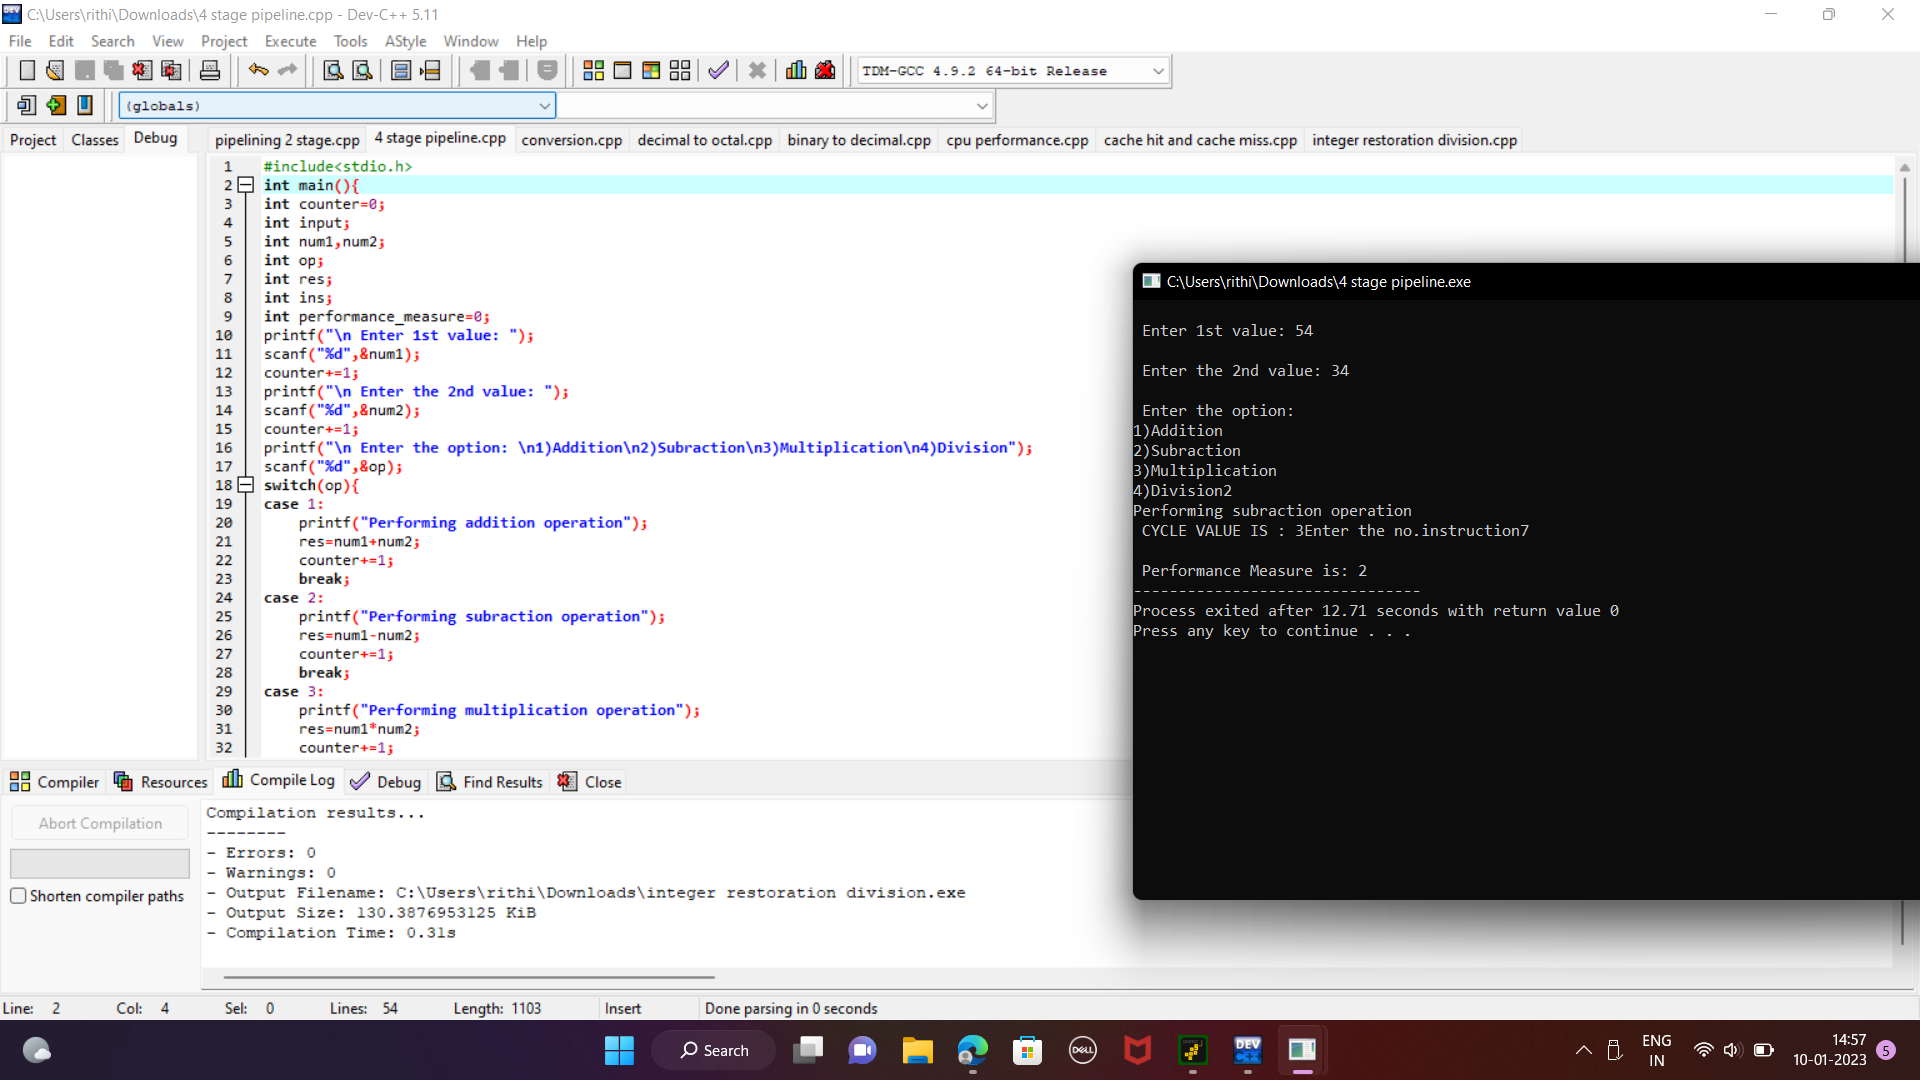 C:\Users\rithi\Downloads\4 stage pipeline.cpp - Dev-C++ 5.11
File Edit Search View Project Execute Tools AStyle Window Help
TDM-GCC 4.9.2 64-bit Release
(globals)
Project Classes Debug pipelining 2 stage.cpp 4 stage pipeline.cpp conversion.cpp decimal to octal.cpp binary to decimal.cpp cpu performance.cpp cache hit and cache miss.cpp integer restoration division.cpp
1 #include<stdio.h>
2 int main(){
3 int counter=0;
4 int input;
5 int num1,num2;
6 int op;
7 int res;
8 int ins;
9 int performance_measure=0;
10 printf("\n Enter 1st value: ");
11 scanf("%d",&num1);
12 counter+=1;
13 printf("\n Enter the 2nd value: ");
14 scanf("%d",&num2);
15 counter+=1;
16 printf("\n Enter the option: \n1)Addition\n2)Subraction\n3)Multiplication\n4)Division");
17 scanf("%d",&op);
18 switch(op){
19 case 1:
20 printf("Performing addition operation");
21 res=num1+num2;
22 counter+=1;
23 break;
24 case 2:
25 printf("Performing subraction operation");
26 res=num1-num2;
27 counter+=1;
28 break;
29 case 3:
30 printf("Performing multiplication operation");
31 res=num1*num2;
32 counter+=1;
C:\Users\rithi\Downloads\4 stage pipeline.exe
Enter 1st value: 54
Enter the 2nd value: 34
Enter the option:
1)Addition
2)Subraction
3)Multiplication
4)Division2
Performing subraction operation
CYCLE VALUE IS : 3Enter the no.instruction7
Performance Measure is: 2
--------------------------------
Process exited after 12.71 seconds with return value 0
Press any key to continue . . .
Compiler Resources Compile Log Debug Find Results Close
Abort Compilation
Shorten compiler paths
Compilation results...
--------
- Errors: 0
- Warnings: 0
- Output Filename: C:\Users\rithi\Downloads\integer restoration division.exe
- Output Size: 130.3876953125 KiB
- Compilation Time: 0.31s
Line: 2 Col: 4 Sel: 0 Lines: 54 Length: 1103 Insert Done parsing in 0 seconds
Search
DELL
DEV
C++
ENG
IN
14:57
10-01-2023
5